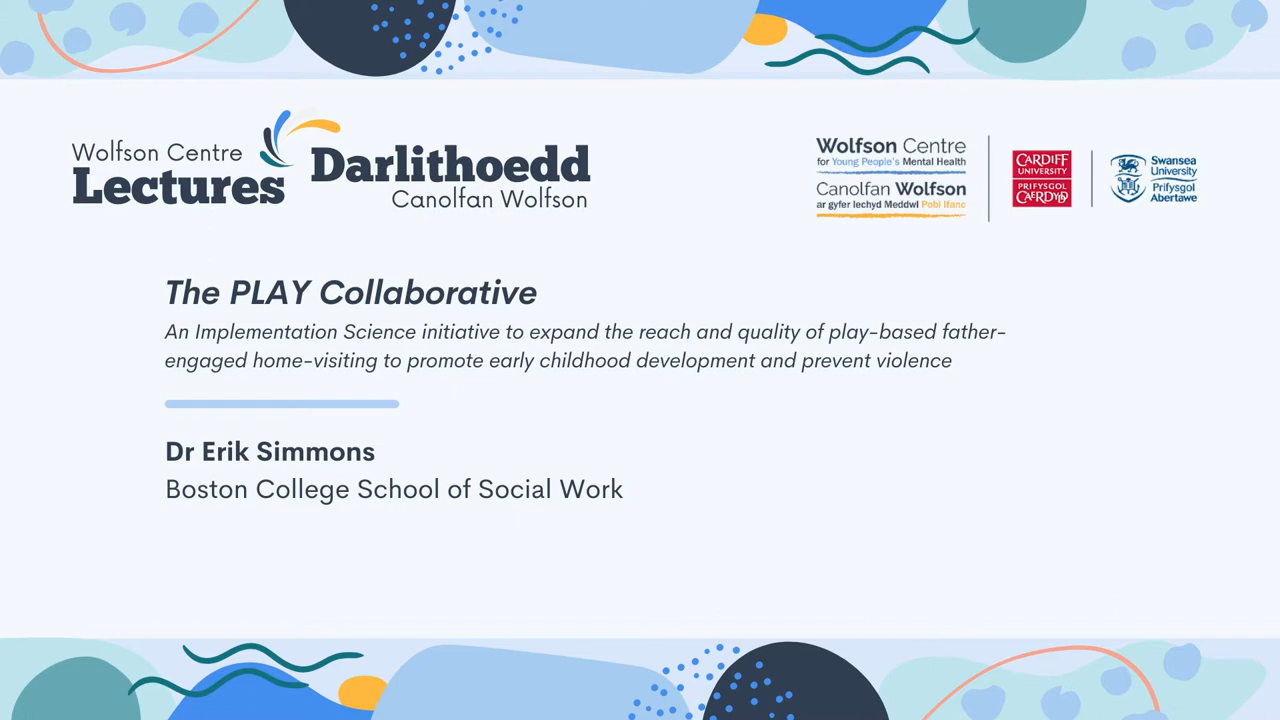 Wolfson Centre
Lectures
Darlithoedd
Canolfan Wolfson
Wolfson Centre
for Young People's Mental Health
Canolfan Wolfson
ar gyfer Iechyd Meddwl Pobl Ifanc
CARDIFF
UNIVERSITY
PRIFYSGOL
CAERDYDD
Swansea
University
Prifysgol
Abertawe
The PLAY Collaborative
An Implementation Science initiative to expand the reach and quality of play-based father-
engaged home-visiting to promote early childhood development and prevent violence
Dr Erik Simmons
Boston College School of Social Work